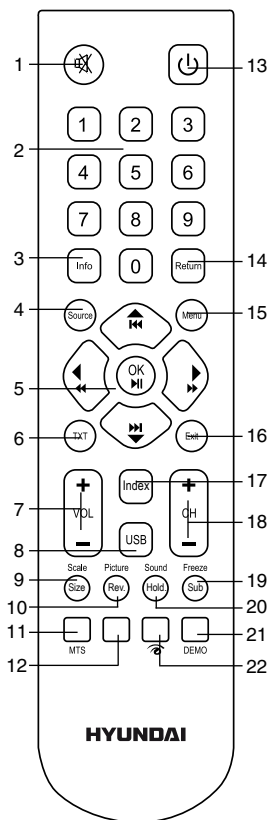 1
13
1 2 3
2
4 5 6
7 8 9
3
Info 0 Return
14
4
Source
Menu
15
5
OK
6
TXT
Exit
16
7
+
VOL
−
Index
17
+
CH
−
18
8
USB
Scale Picture Sound Freeze
9
Size Rev. Hold. Sub
19
10
20
11
MTS
12
DEMO
21
22
HYUNDAI